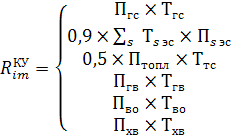 R_{im}^{КУ} = {
П_{гс} × Т_{гс}
0,9 × ∑_s Т_{s эс} × П_{s эс}
0,5 × П_{топл} × Т_{тс}
П_{гв} × Т_{гв}
П_{во} × Т_{во}
П_{хв} × Т_{хв}